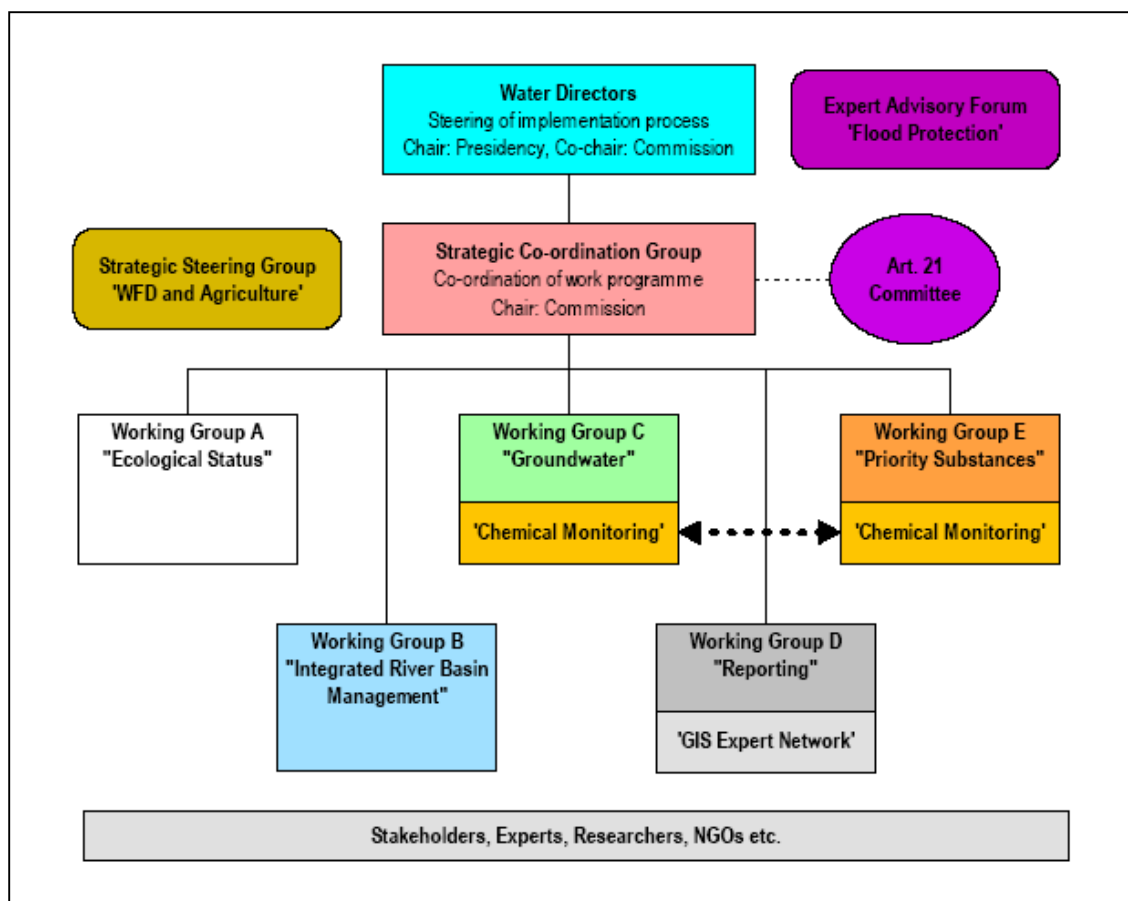 Water Directors
Steering of implementation process
Chair: Presidency, Co-chair: Commission
Expert Advisory Forum
'Flood Protection'
Strategic Steering Group
'WFD and Agriculture'
Strategic Co-ordination Group
Co-ordination of work programme
Chair: Commission
Art. 21
Committee
Working Group A
"Ecological Status"
Working Group C
"Groundwater"
'Chemical Monitoring'
Working Group E
"Priority Substances"
'Chemical Monitoring'
Working Group B
"Integrated River Basin
Management"
Working Group D
"Reporting"
'GIS Expert Network'
Stakeholders, Experts, Researchers, NGOs etc.